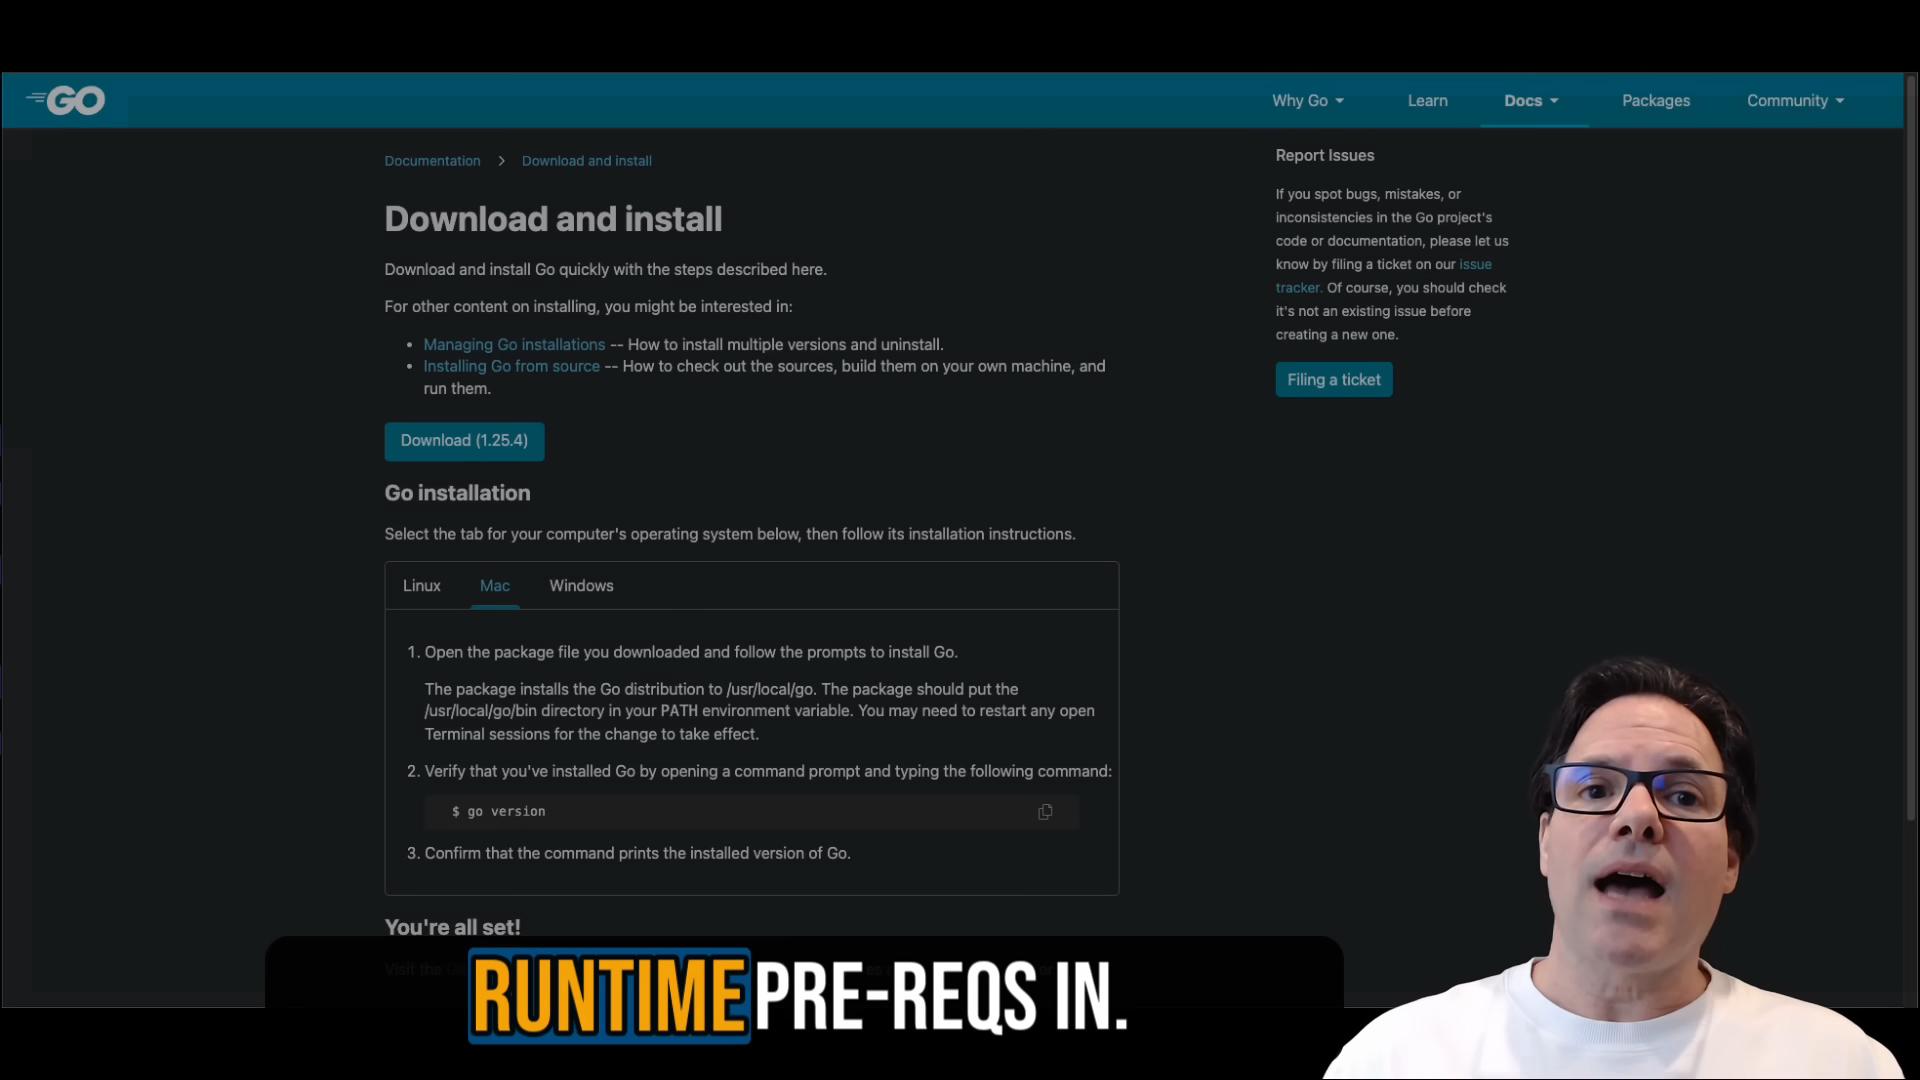 GO
Why Go
Learn
Docs
Packages
Community
Documentation > Download and install
Download and install
Download and install Go quickly with the steps described here.
For other content on installing, you might be interested in:
• Managing Go installations -- How to install multiple versions and uninstall.
• Installing Go from source -- How to check out the sources, build them on your own machine, and
run them.
Download (1.25.4)
Go installation
Select the tab for your computer's operating system below, then follow its installation instructions.
Linux
Mac
Windows
1. Open the package file you downloaded and follow the prompts to install Go.
The package installs the Go distribution to /usr/local/go. The package should put the
/usr/local/go/bin directory in your PATH environment variable. You may need to restart any open
Terminal sessions for the change to take effect.
2. Verify that you've installed Go by opening a command prompt and typing the following command:
$ go version
3. Confirm that the command prints the installed version of Go.
You're all set!
Visit the
Report Issues
If you spot bugs, mistakes, or
inconsistencies in the Go project's
code or documentation, please let us
know by filing a ticket on our issue
tracker. Of course, you should check
it's not an existing issue before
creating a new one.
Filing a ticket
RUNTIME PRE-REQS IN.